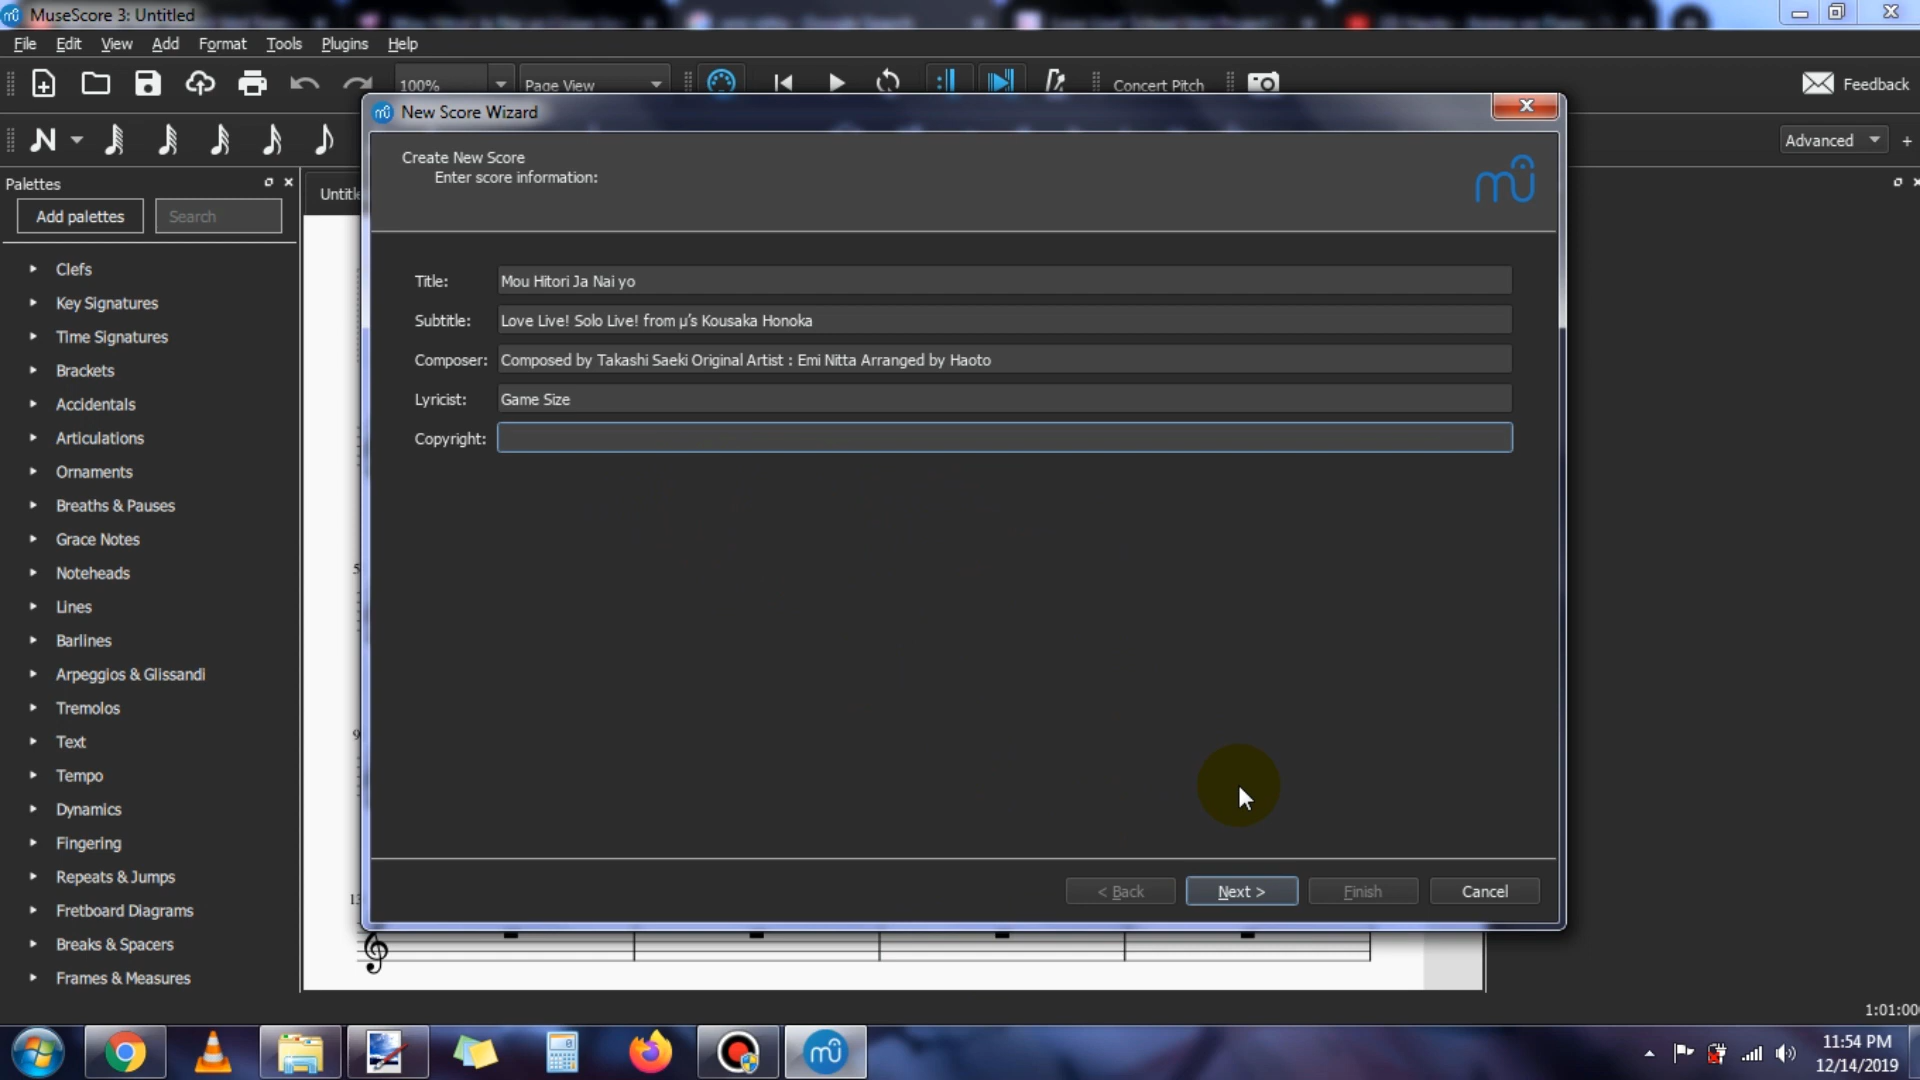 MuseScore 3: Untitled
File Edit View Add Format Tools Plugins Help
100% Page View Concert Pitch Feedback
New Score Wizard
Advanced
Create New Score
Enter score information:
Palettes
Add palettes Search
Title: Mou Hitori Ja Nai yo
Subtitle: Love Live! Solo Live! from μ's Kousaka Honoka
Composer: Composed by Takashi Saeki Original Artist : Emi Nitta Arranged by Haoto
Lyricist: Game Size
Copyright:
Clefs
Key Signatures
Time Signatures
Brackets
Accidentals
Articulations
Ornaments
Breaths & Pauses
Grace Notes
Noteheads
Lines
Barlines
Arpeggios & Glissandi
Tremolos
Text
Tempo
Dynamics
Fingering
Repeats & Jumps
Fretboard Diagrams
Breaks & Spacers
Frames & Measures
< Back Next > Finish Cancel
1:01:00
11:54 PM
12/14/2019